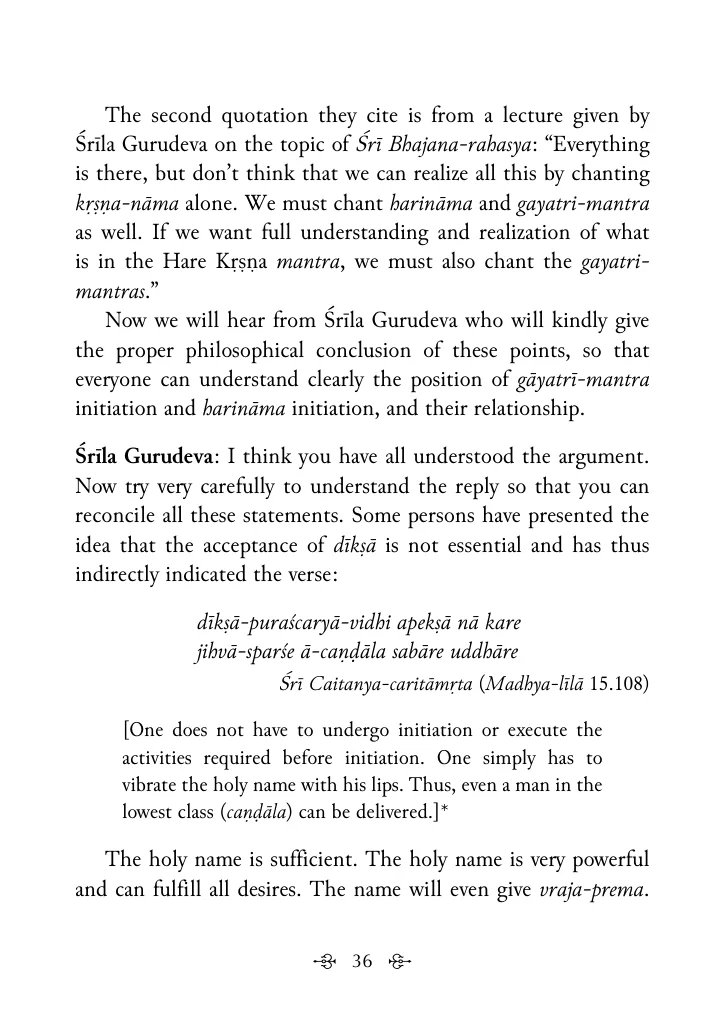 The second quotation they cite is from a lecture given by
Śrīla Gurudeva on the topic of Śrī Bhajana-rahasya: “Everything
is there, but don’t think that we can realize all this by chanting
kṛṣṇa-nāma alone. We must chant harināma and gayatri-mantra
as well. If we want full understanding and realization of what
is in the Hare Kṛṣṇa mantra, we must also chant the gayatri-
mantras.”
Now we will hear from Śrīla Gurudeva who will kindly give
the proper philosophical conclusion of these points, so that
everyone can understand clearly the position of gāyatrī-mantra
initiation and harināma initiation, and their relationship.
Śrīla Gurudeva: I think you have all understood the argument.
Now try very carefully to understand the reply so that you can
reconcile all these statements. Some persons have presented the
idea that the acceptance of dīkṣā is not essential and has thus
indirectly indicated the verse:
dīkṣā-puraścaryā-vidhi apekṣā nā kare
jihvā-sparśe ā-caṇḍāla sabāre uddhāre
Śrī Caitanya-caritāmṛta (Madhya-līlā 15.108)
[One does not have to undergo initiation or execute the
activities required before initiation. One simply has to
vibrate the holy name with his lips. Thus, even a man in the
lowest class (caṇḍāla) can be delivered.]*
The holy name is sufficient. The holy name is very powerful
and can fulfill all desires. The name will even give vraja-prema.
36